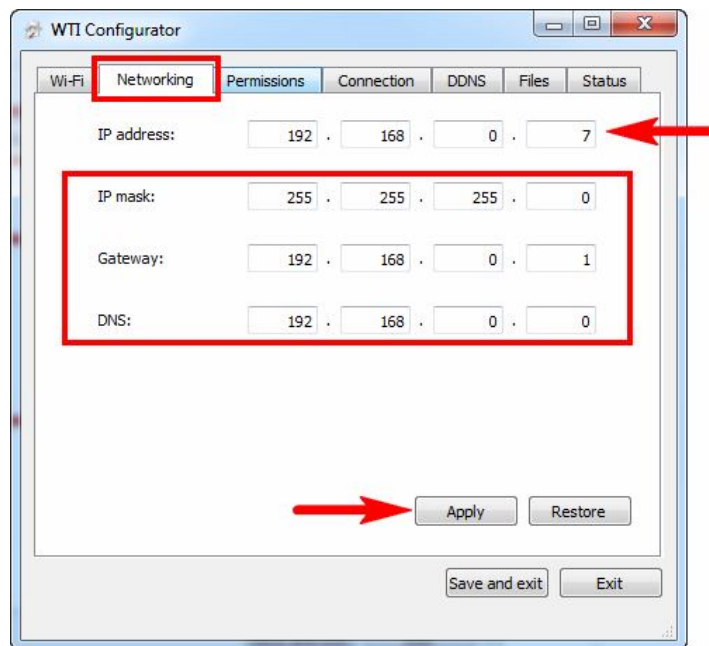 WTI Configurator
Wi-Fi Networking Permissions Connection DDNS Files Status
IP address: 192 . 168 . 0 . 7
IP mask: 255 . 255 . 255 . 0
Gateway: 192 . 168 . 0 . 1
DNS: 192 . 168 . 0 . 0
Apply Restore
Save and exit Exit